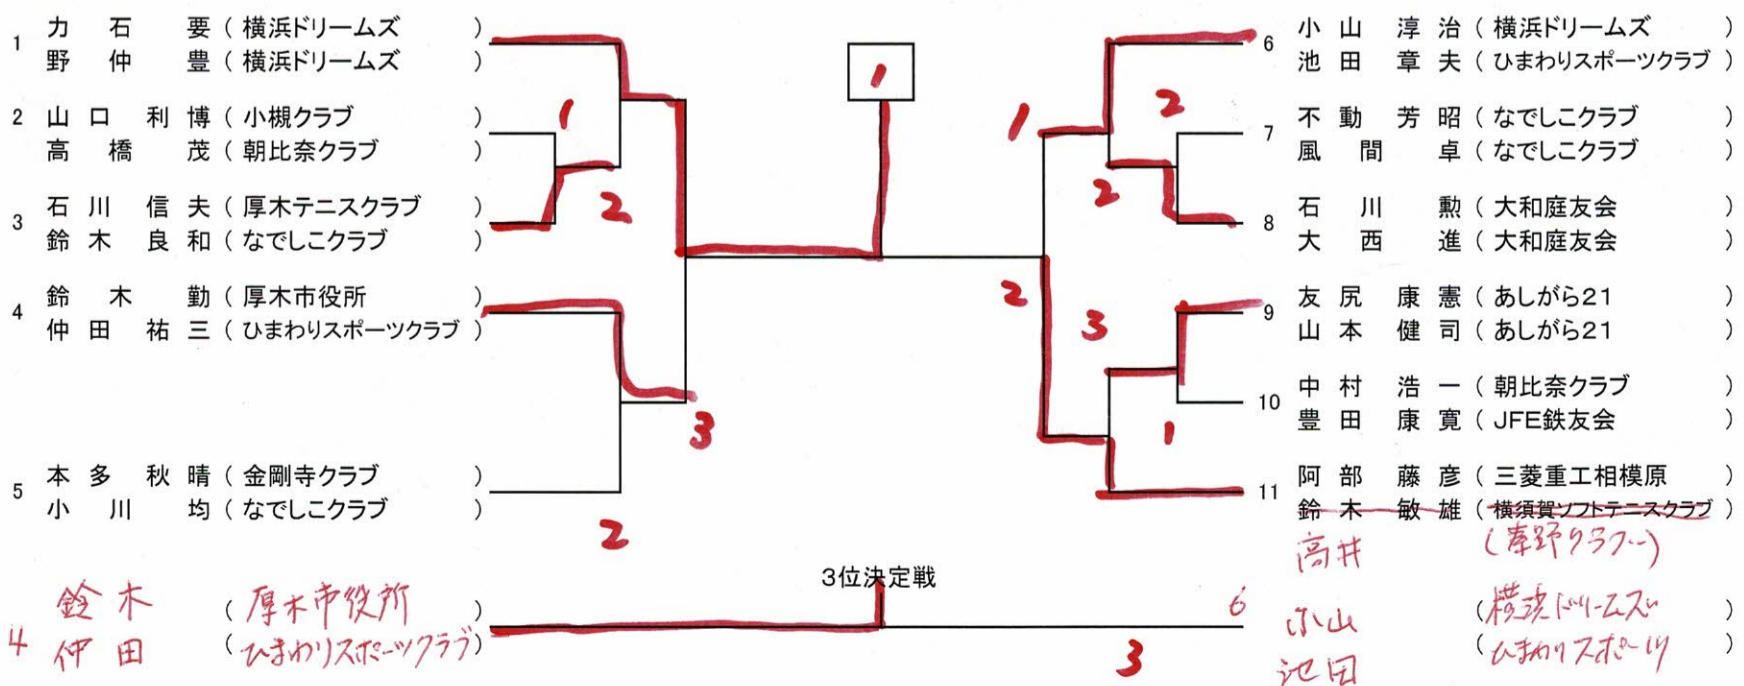 1 力石 要 ( 横浜ドリームズ )
野仲 豊 ( 横浜ドリームズ )
2 山口 利博 ( 小槻クラブ )
高橋 茂 ( 朝比奈クラブ )
3 石川 信夫 ( 厚木テニスクラブ )
鈴木 良和 ( なでしこクラブ )
4 鈴木 勤 ( 厚木市役所 )
仲田 祐三 ( ひまわりスポーツクラブ )
5 本多 秋晴 ( 金剛寺クラブ )
小川 均 ( なでしこクラブ )
1
2
3
2
1
6 小山 淳治 ( 横浜ドリームズ )
池田 章夫 ( ひまわりスポーツクラブ )
7 不動 芳昭 ( なでしこクラブ )
風間 卓 ( なでしこクラブ )
8 石川 勲 ( 大和庭友会 )
大西 進 ( 大和庭友会 )
9 友尻 康憲 ( あしがら21 )
山本 健司 ( あしがら21 )
10 中村 浩一 ( 朝比奈クラブ )
豊田 康寛 ( JFE鉄友会 )
11 阿部 藤彦 ( 三菱重工相模原 )
鈴木 敏雄 ( 横須賀ソフトテニスクラブ )
高井 (秦野クラブ)
1
2
2
2
3
1
3位決定戦
4 鈴木 ( 厚木市役所 )
仲田 ( ひまわりスポーツクラブ )
3
6 小山 ( 横浜ドリームズ )
池田 ( ひまわりスポーツ )